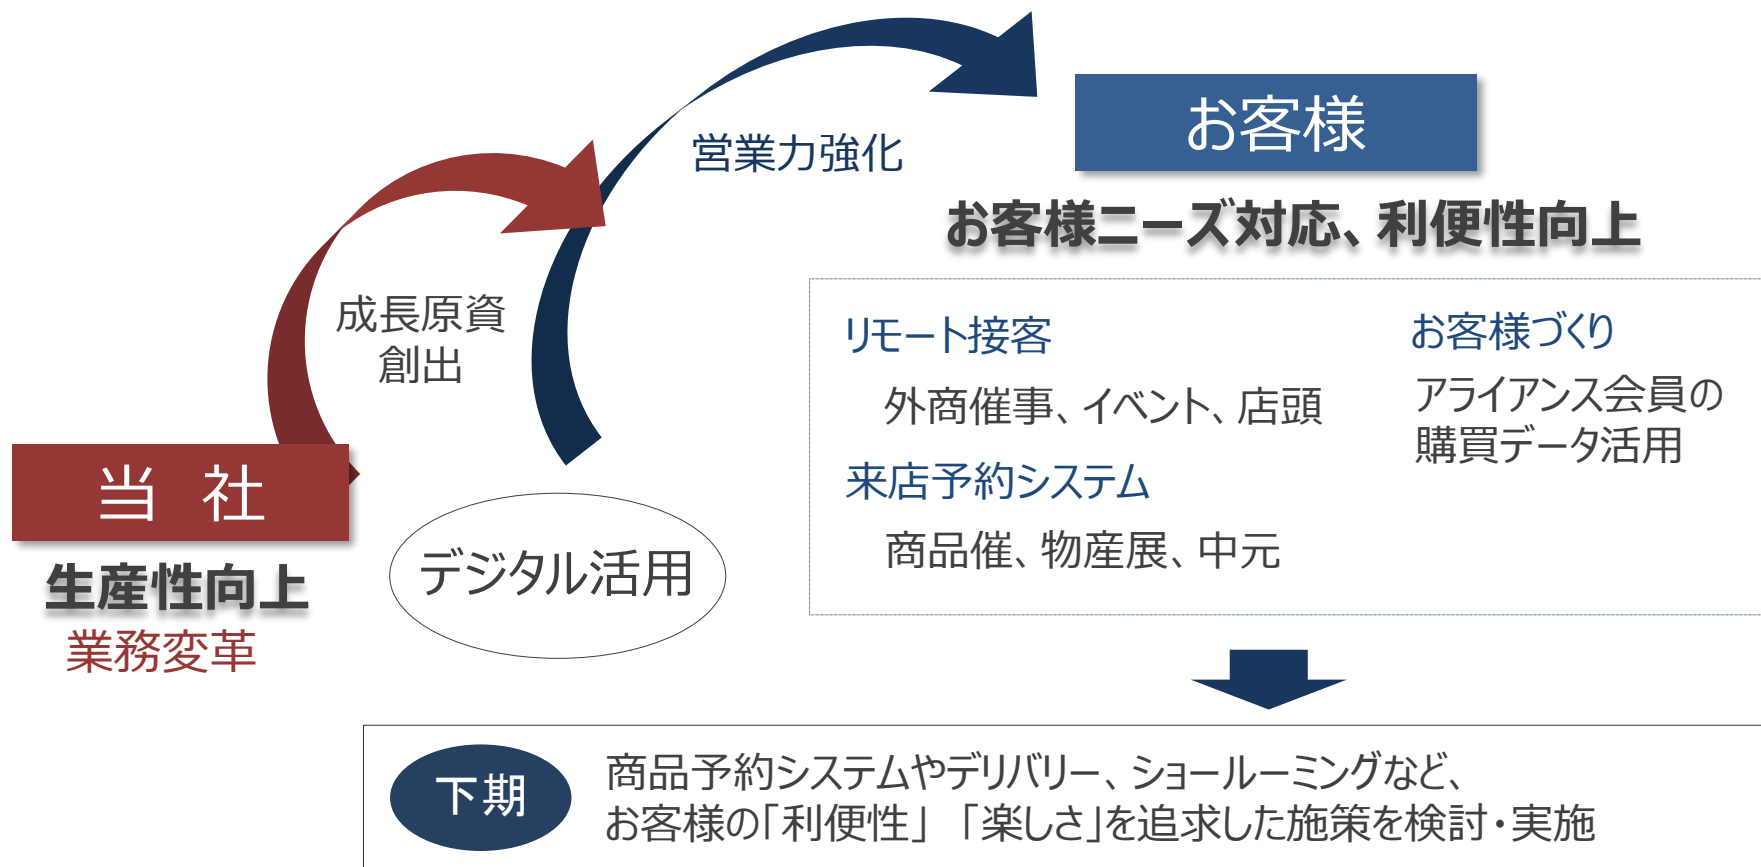 営業力強化
お客様
お客様ニーズ対応、利便性向上
成長原資
創出
当 社
生産性向上
業務変革
デジタル活用
リモート接客
外商催事、イベント、店頭
来店予約システム
商品催、物産展、中元
お客様づくり
アライアンス会員の
購買データ活用
下期
商品予約システムやデリバリー、ショールーミングなど、
お客様の「利便性」「楽しさ」を追求した施策を検討・実施